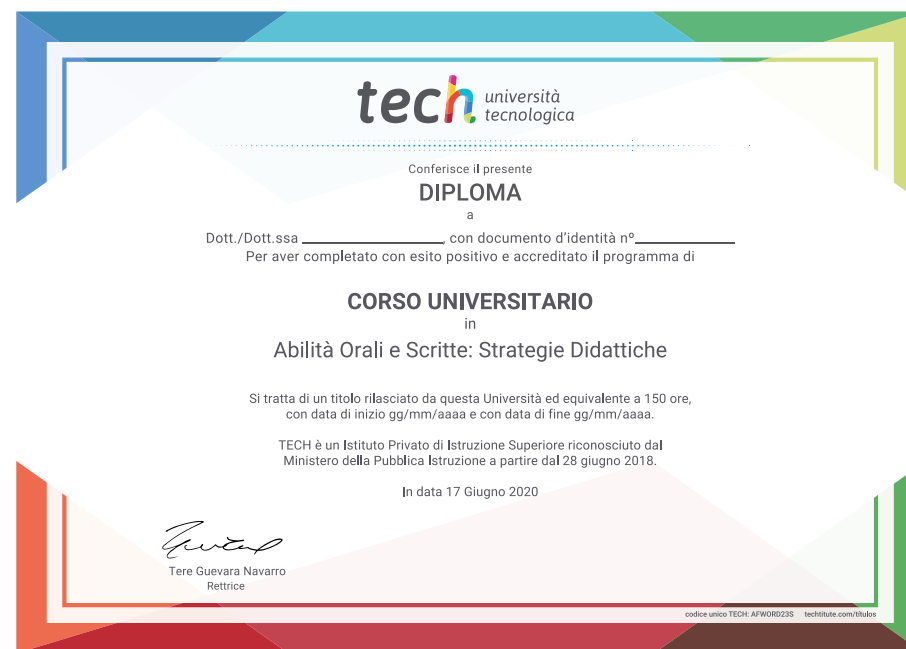 tech università
tecnologica
Conferisce il presente
DIPLOMA
a
Dott./Dott.ssa ________________, con documento d'identità nº____________
Per aver completato con esito positivo e accreditato il programma di
CORSO UNIVERSITARIO
in
Abilità Orali e Scritte: Strategie Didattiche
Si tratta di un titolo rilasciato da questa Università ed equivalente a 150 ore,
con data di inizio gg/mm/aaaa e con data di fine gg/mm/aaaa.
TECH è un Istituto Privato di Istruzione Superiore riconosciuto dal
Ministero della Pubblica Istruzione a partire dal 28 giugno 2018.
In data 17 Giugno 2020
Tere Guevara Navarro
Rettrice
codice unico TECH: AFWORD23S techtitute.com/titulos